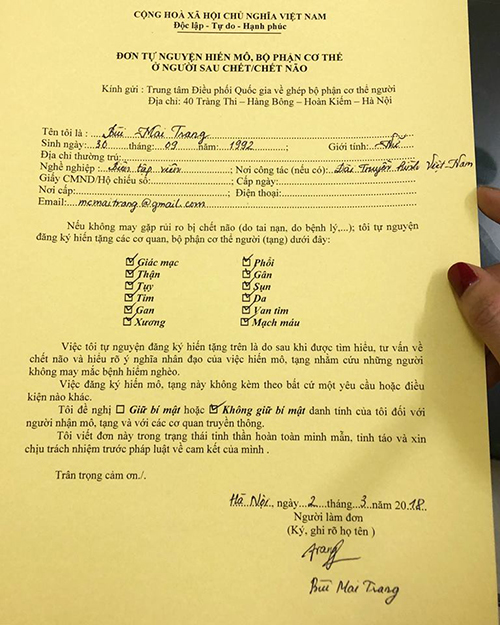 CỘNG HOÀ XÃ HỘI CHỦ NGHĨA VIỆT NAM
Độc lập - Tự do - Hạnh phúc
ĐƠN TỰ NGUYỆN HIẾN MÔ, BỘ PHẬN CƠ THỂ
Ở NGƯỜI SAU CHẾT/CHẾT NÃO
Kính gửi : Trung tâm Điều phối Quốc gia về ghép bộ phận cơ thể người
Địa chỉ: 40 Tràng Thi – Hàng Bông – Hoàn Kiếm – Hà Nội
Tên tôi là : Bùi Mai Trang
Sinh ngày: 30 tháng: 09 năm: 1992 Giới tính: Nữ
Địa chỉ thường trú:
Nghề nghiệp : Biên tập viên ; Nơi công tác (nếu có): Đài Truyền hình Việt Nam
Giấy CMND/Hộ chiếu số: Cấp ngày:
Nơi cấp: Điện thoại:
Email: mcmaitrang@gmail.com
Nếu không may gặp rủi ro bị chết não (do tai nạn, do bệnh lý,...); tôi tự nguyện
đăng ký hiến tặng các cơ quan, bộ phận cơ thể người (tạng) dưới đây:
☑ Giác mạc ☑ Phổi
☑ Thận ☑ Gân
☑ Tụy ☑ Sụn
☑ Tim ☑ Da
☑ Gan ☑ Van tim
☑ Xương ☑ Mạch máu
Việc tôi tự nguyện đăng ký hiến tặng trên là do sau khi được tìm hiểu, tư vấn về
chết não và hiểu rõ ý nghĩa nhân đạo của việc hiến mô, tạng nhằm cứu những người
không may mắc bệnh hiểm nghèo.
Việc đăng ký hiến mô, tạng này không kèm theo bất cứ một yêu cầu hoặc điều
kiện nào khác.
Tôi đề nghị ☐ Giữ bí mật hoặc ☑ Không giữ bí mật danh tính của tôi đối với
người nhận mô, tạng và với các cơ quan truyền thông.
Tôi viết đơn này trong trạng thái tinh thần hoàn toàn minh mẫn, tỉnh táo và xin
chịu trách nhiệm trước pháp luật về cam kết của mình .
Trân trọng cảm ơn./.
Hà Nội, ngày 2 tháng 3 năm 2018
Người làm đơn
(Ký, ghi rõ họ tên )
Trang
Bùi Mai Trang